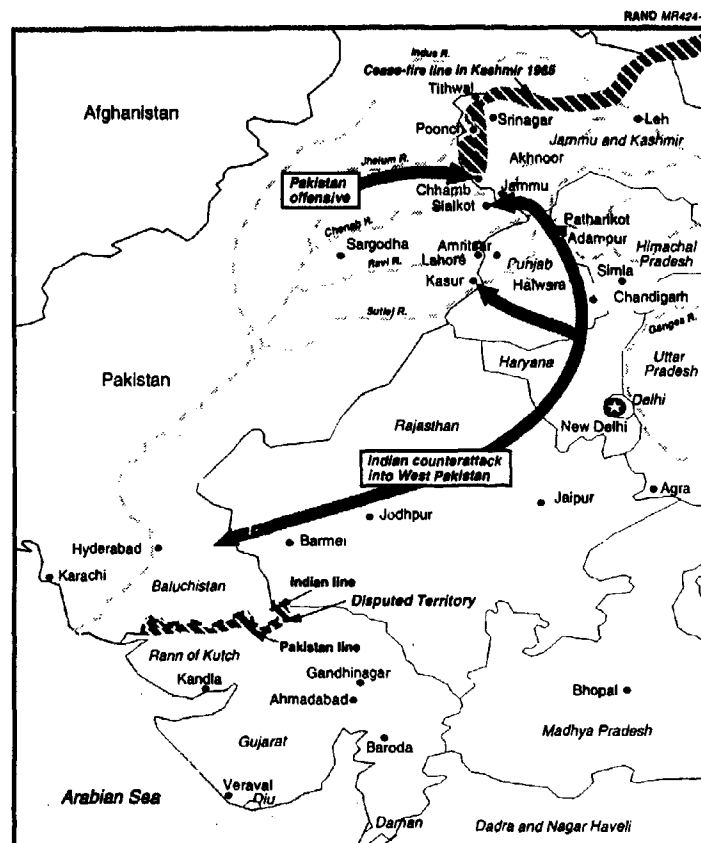 RAND MR424-
Indus R.
Cease-fire line in Kashmir 1965
Tithwal
Afghanistan
Poonch
Srinagar
Leh
Jammu and Kashmir
Akhnoor
Jhelum R.
Pakistan
offensive
Chhamb
Jammu
Sialkot
Chenab R.
Pathankot
Adampur
Sargodha
Amritsar
Himachal
Pradesh
Lahore
Ravi R.
Punjab
Kasur
Halwara
Simla
Chandigarh
Sutlej R.
Ganges R.
Haryana
Uttar
Pradesh
Pakistan
Delhi
Rajasthan
New Delhi
Indian counterattack
into West Pakistan
Agra
Jaipur
Jodhpur
Barmer
Hyderabad
Karachi
Baluchistan
Indian line
Disputed Territory
Pakistan line
Rann of Kutch
Gandhinagar
Kandla
Ahmadabad
Bhopal
Gujarat
Baroda
Madhya Pradesh
Veraval
Diu
Arabian Sea
Daman
Dadra and Nagar Haveli